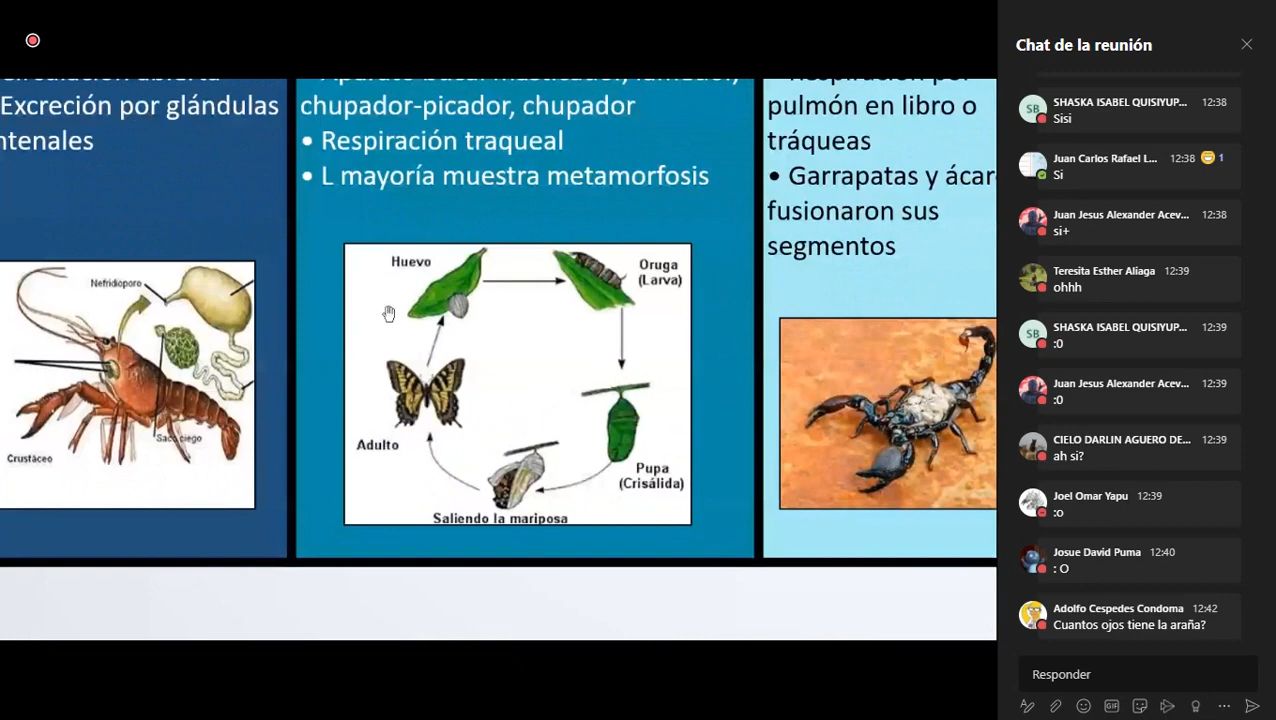 Excreción por glándulas
ntenales
Nefridioporo
Saco ciego
Crustáceo
chupador-picador, chupador
• Respiración traqueal
• L mayoría muestra metamorfosis
Huevo
Oruga
(Larva)
Adulto
Pupa
(Crisálida)
Saliendo la mariposa
pulmón en libro o
tráqueas
• Garrapatas y ácar
fusionaron sus
segmentos
Chat de la reunión
SHASKA ISABEL QUISIYUP... 12:38
Sisi
Juan Carlos Rafael L... 12:38 1
Si
Juan Jesus Alexander Acev... 12:38
si+
Teresita Esther Aliaga 12:39
ohhh
SHASKA ISABEL QUISIYUP... 12:39
:0
Juan Jesus Alexander Acev... 12:39
:0
CIELO DARLIN AGUERO DE... 12:39
ah si?
Joel Omar Yapu 12:39
:o
Josue David Puma 12:40
: O
Adolfo Cespedes Condoma 12:42
Cuantos ojos tiene la araña?
Responder
GIF